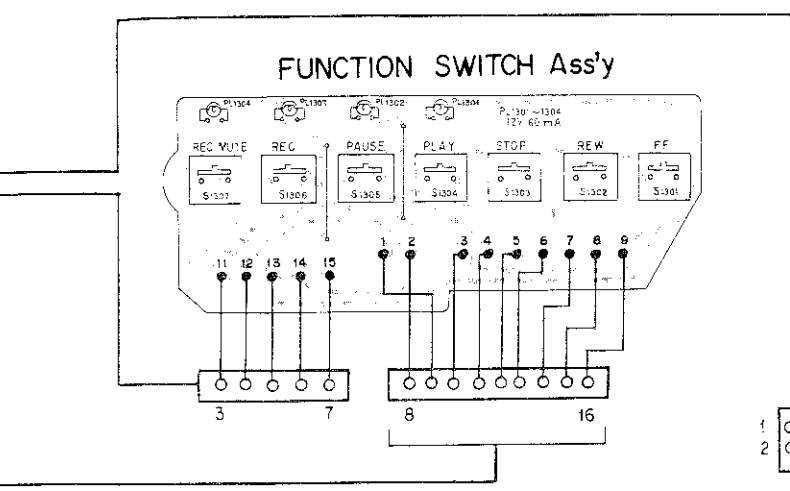 FUNCTION SWITCH Ass'y
PL1304 PL1303 PL1302 PL1301
PL1301 ~1304
12V 60mA
REC MUTE REC PAUSE PLAY STOP REW FF
S1307 S1306 S1305 S1304 S1303 S1302 S1301
1 2 3 4 5 6 7 8 9
11 12 13 14 15
3 7 8 16
1
2